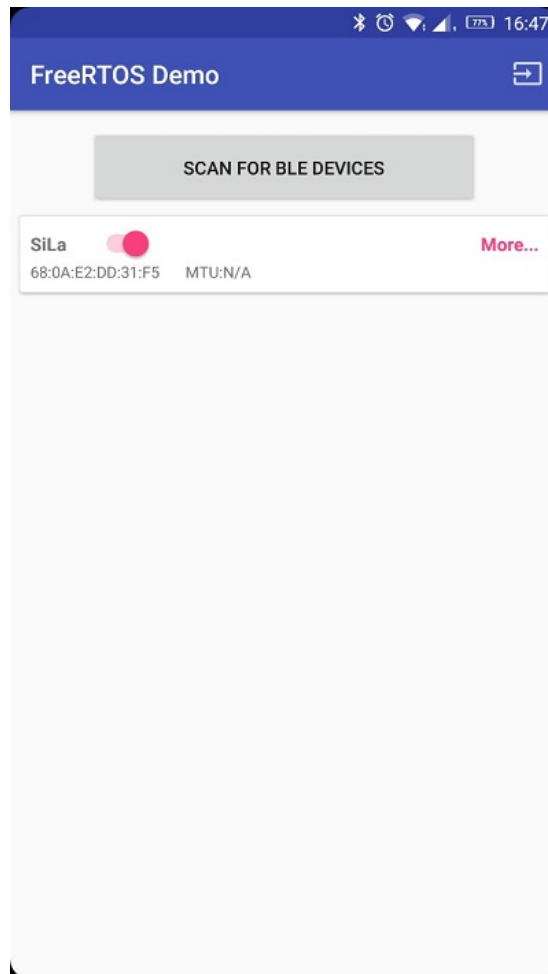 77% 16:47
FreeRTOS Demo
SCAN FOR BLE DEVICES
SiLa More...
68:0A:E2:DD:31:F5 MTU:N/A